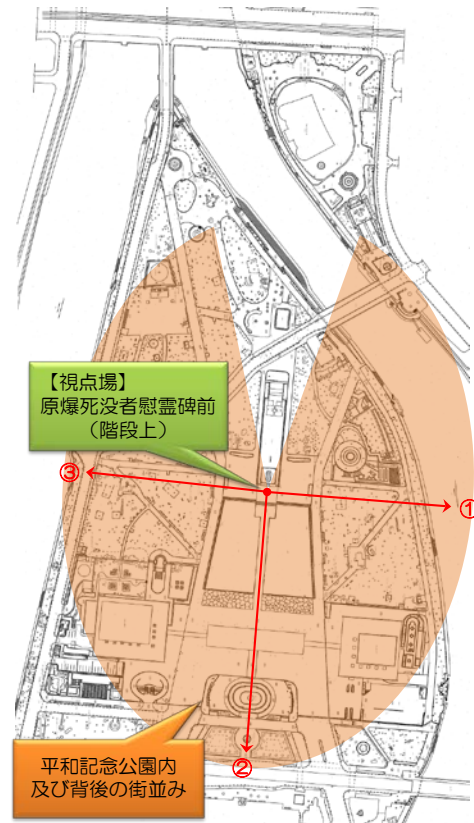 【視点場】
原爆死没者慰霊碑前
(階段上)
③
①
②
平和記念公園内
及び背後の街並み